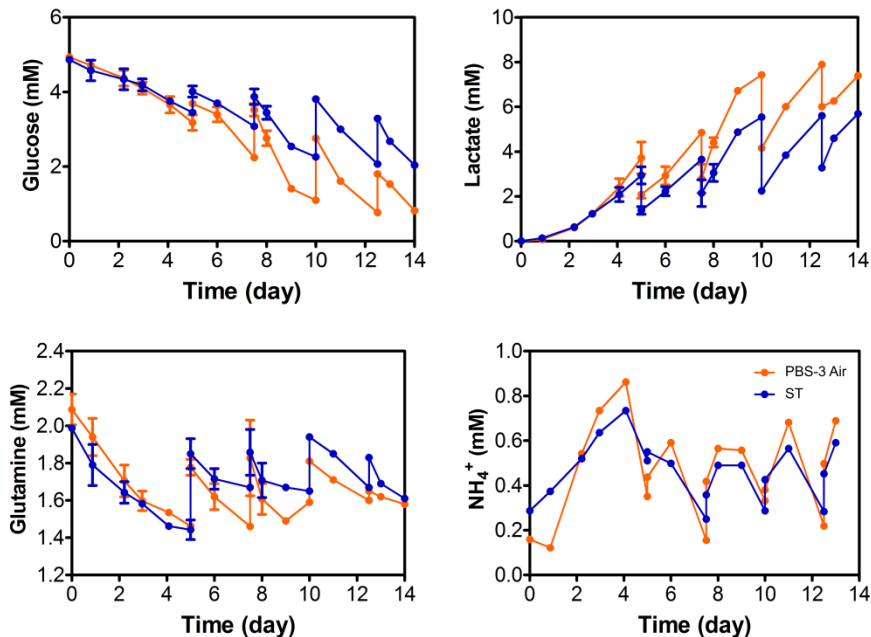 6
4
2
0
Glucose (mM)
0 2 4 6 8 10 12 14
Time (day)
10
8
6
4
2
0
Lactate (mM)
0 2 4 6 8 10 12 14
Time (day)
2.4
2.2
2.0
1.8
1.6
1.4
1.2
Glutamine (mM)
0 2 4 6 8 10 12 14
Time (day)
1.0
0.8
0.6
0.4
0.2
0.0
NH₄⁺ (mM)
PBS-3 Air
ST
0 2 4 6 8 10 12 14
Time (day)